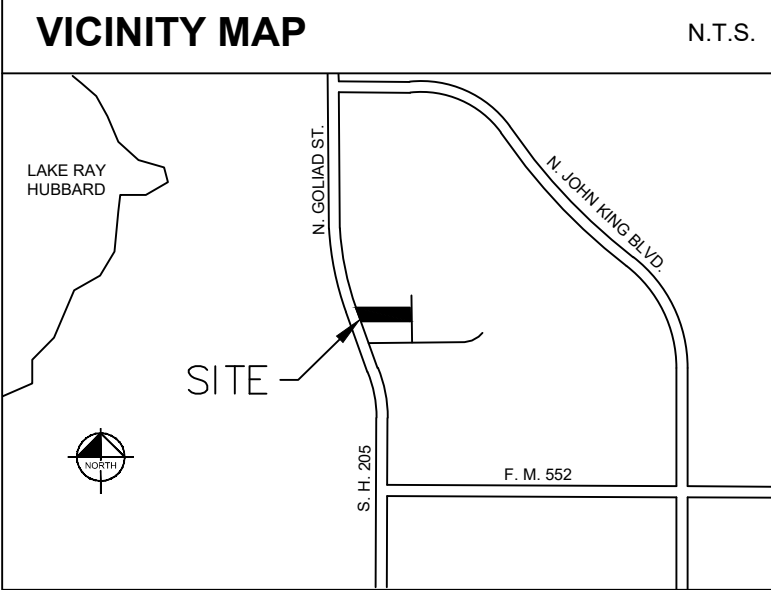 VICINITY MAP
N.T.S.
LAKE RAY
HUBBARD
N. GOLIAD ST.
N. JOHN KING BLVD.
SITE
NORTH
S. H. 205
F. M. 552